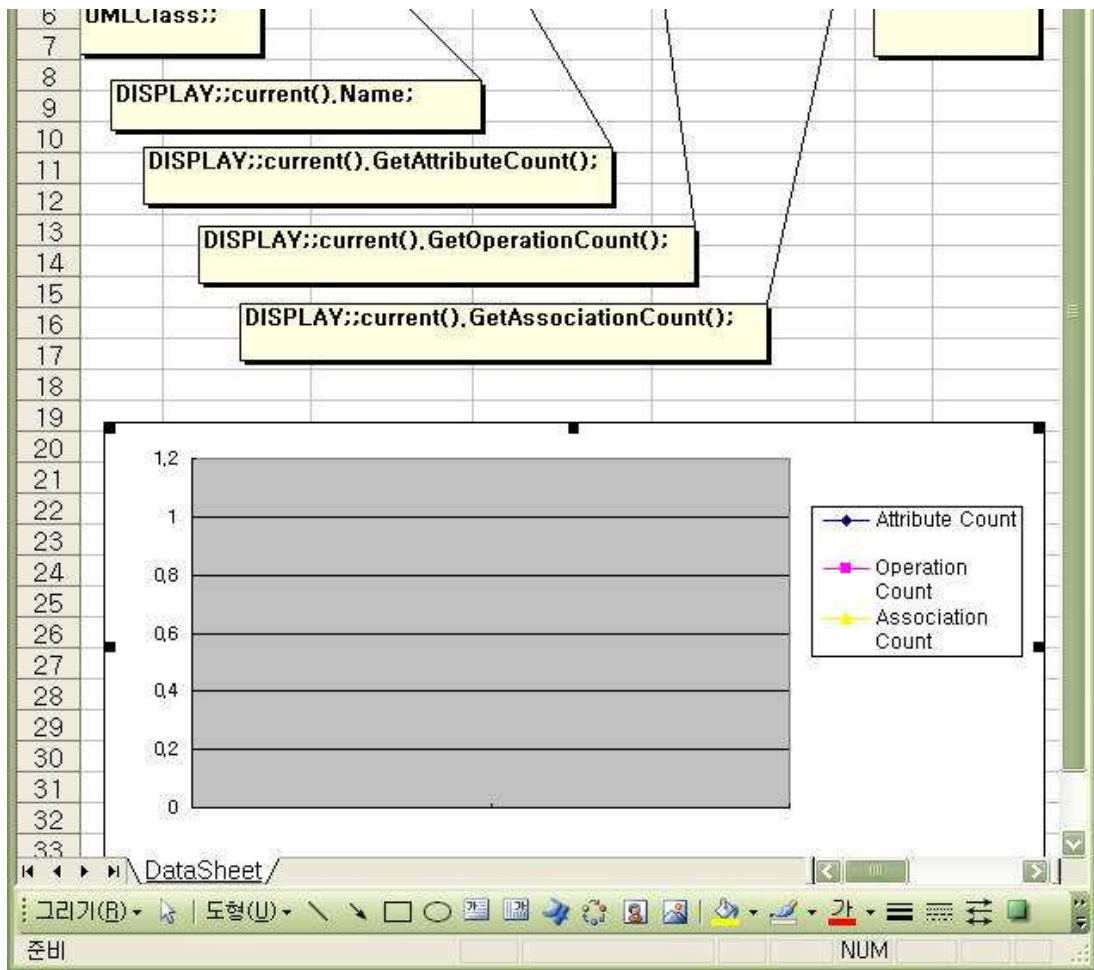 6
UMLClass;;
7
8
DISPLAY;;current().Name;
9
10
DISPLAY;;current().GetAttributeCount();
11
12
13
DISPLAY;;current().GetOperationCount();
14
15
16
DISPLAY;;current().GetAssociationCount();
17
18
19
20
1,2
21
22
1
Attribute Count
23
24
0,8
Operation
25
Count
26
0,6
Association
Count
27
28
0,4
29
30
0,2
31
32
0
33
DataSheet
그리기(R) 도형(U) 가
준비
NUM